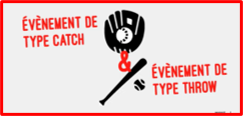 ÉVÈNEMENT DE
TYPE CATCH
&
ÉVÈNEMENT DE
TYPE THROW